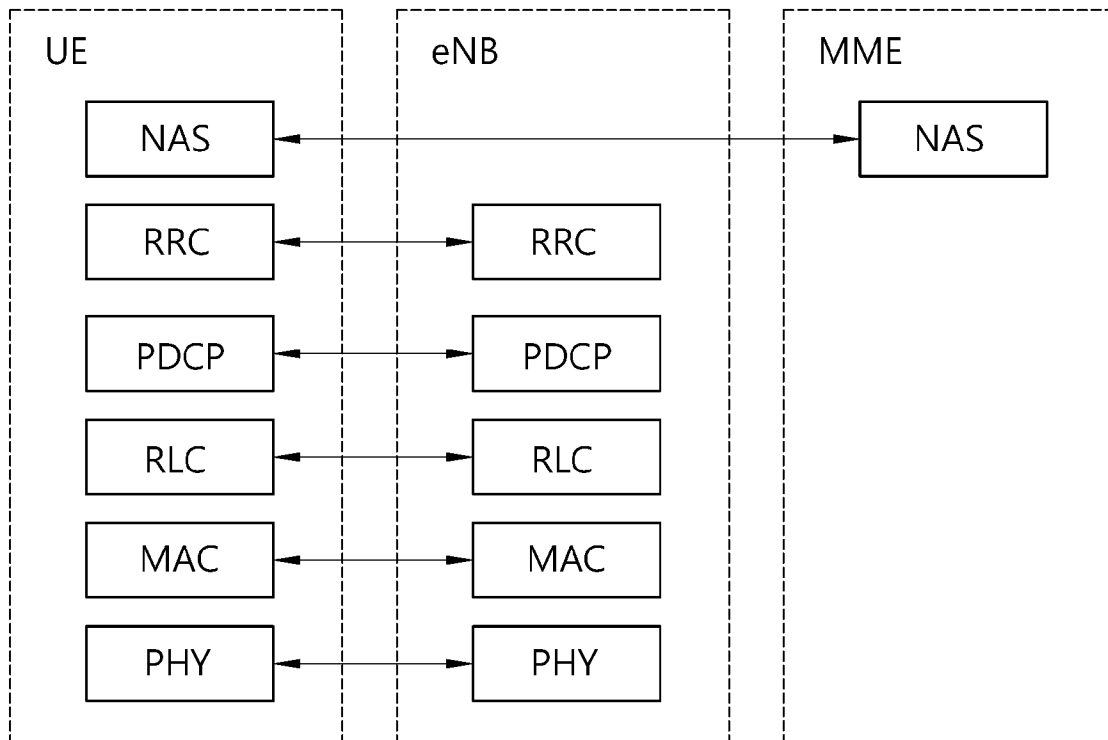 UE
eNB
MME
NAS
NAS
RRC
RRC
PDCP
PDCP
RLC
RLC
MAC
MAC
PHY
PHY